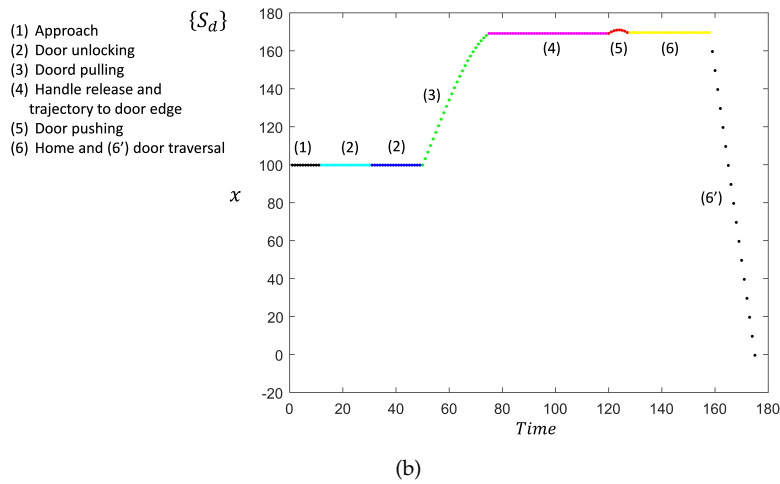 {S_d}
(1) Approach
(2) Door unlocking
(3) Doord pulling
(4) Handle release and
trajectory to door edge
(5) Door pushing
(6) Home and (6') door traversal
x
180
160
140
120
100
80
60
40
20
0
-20
(1)
(2)
(2)
(3)
(4)
(5)
(6)
(6')
0 20 40 60 80 100 120 140 160 180
Time
(b)